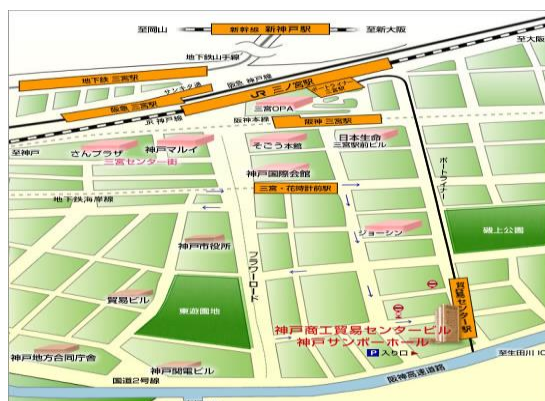 至岡山
新幹線 新神戸駅
至新大阪
地下鉄山手線
至大阪
地下鉄 三宮駅
サンキタ通
阪急 神戸線
阪急 三宮駅
JR 三ノ宮駅
ポートライナー
三宮駅
三宮OPA
JR 神戸線
阪神本線
阪神 三宮駅
至神戸
さんプラザ
神戸マルイ
三宮センター街
そごう本館
日本生命
三宮駅前ビル
神戸国際会館
ポートライナー
三宮・花時計前駅
地下鉄海岸線
神戸市役所
フラワーロード
ジョーシン
磯上公園
貿易ビル
東遊園地
貿易センター駅
神戸商工貿易センタービル
神戸サンボーホール
P 入り口
神戸地方合同庁舎
神戸関電ビル
国道2号線
阪神高速道路
至生田川 IC